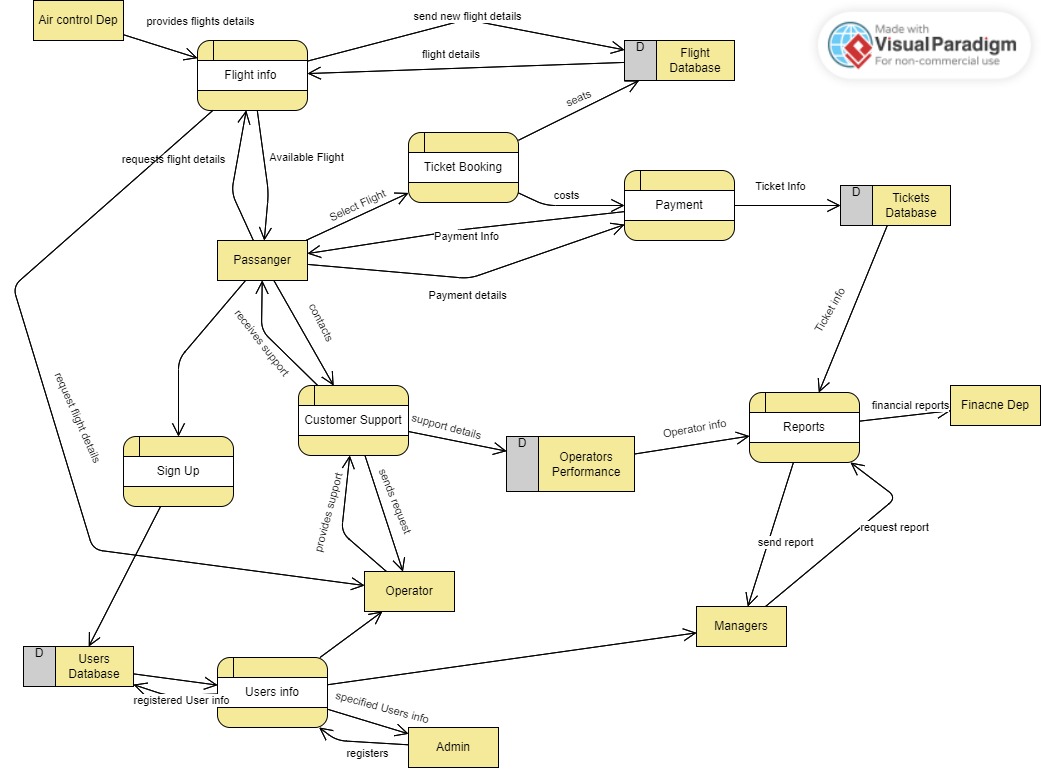 Air control Dep
provides flights details
send new flight details
Made with
Visual Paradigm
For non-commercial use
Flight info
flight details
D
Flight
Database
seats
requests flight details
Available Flight
Ticket Booking
Select Flight
costs
Payment
Ticket Info
D
Tickets
Database
Passanger
Payment Info
Payment details
receives support
contacts
Ticket info
request flight details
Customer Support
support details
D
Operators
Performance
Operator info
Reports
financial reports
Finacne Dep
Sign Up
provides support
sends request
request report
send report
Operator
Managers
D
Users
Database
registered User info
Users info
specified Users info
registers
Admin